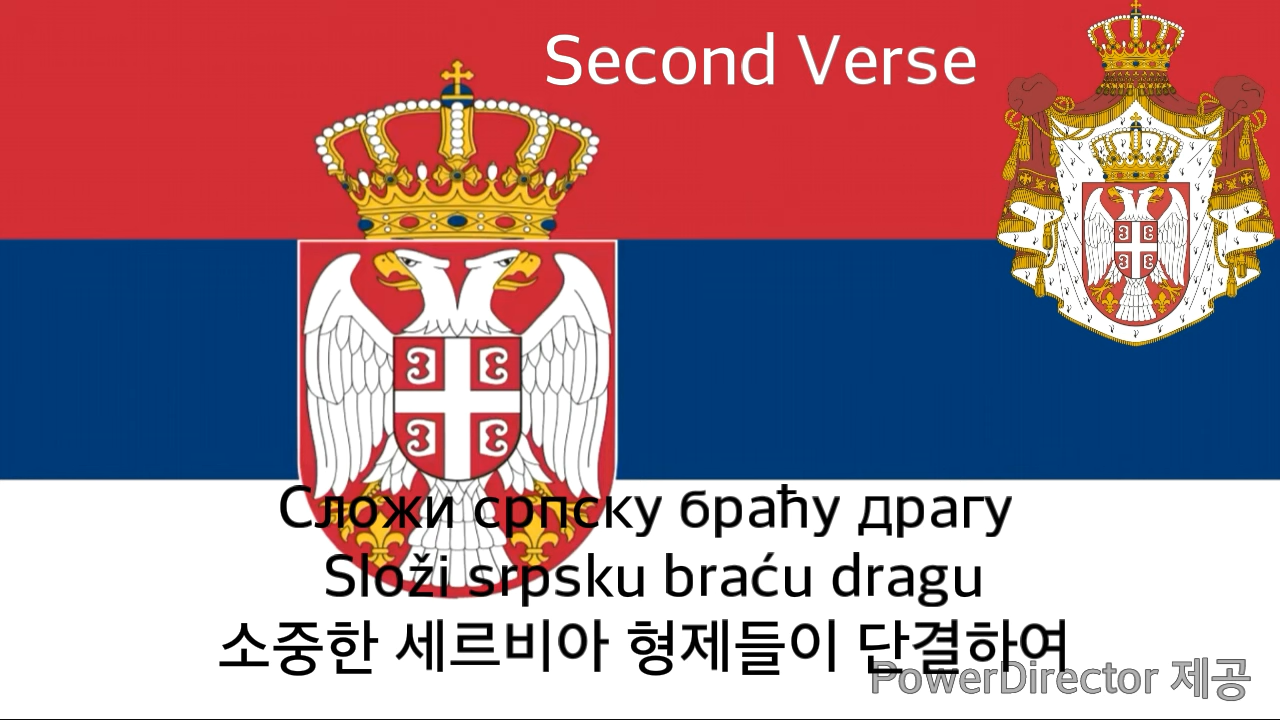 Second Verse
Сложи српску браћу драгу
Složi srpsku braću dragu
소중한 세르비아 형제들이 단결하여
PowerDirector 제공